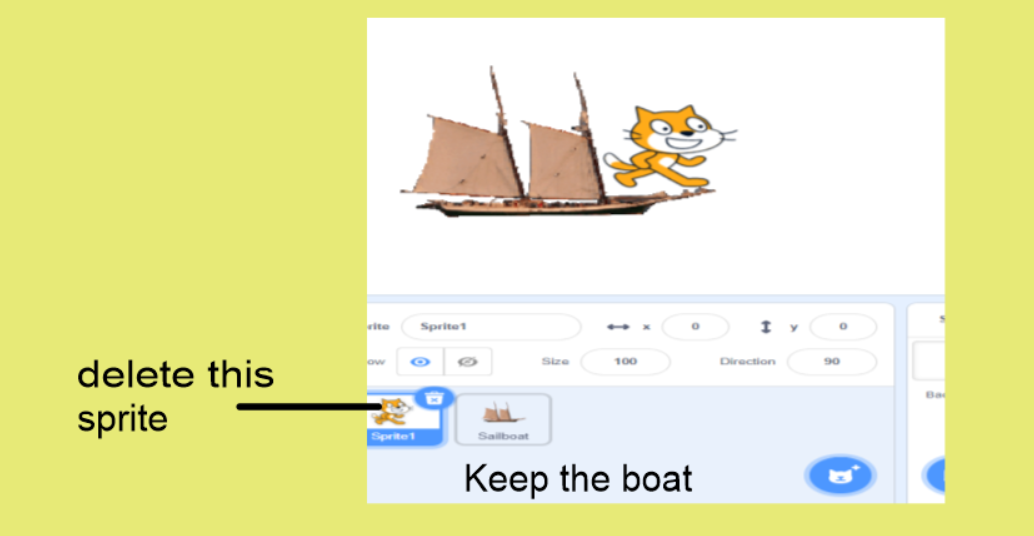 Sprite1
x 0 y 0
Size 100 Direction 90
delete this
sprite
Sprite1 Sailboat
Keep the boat